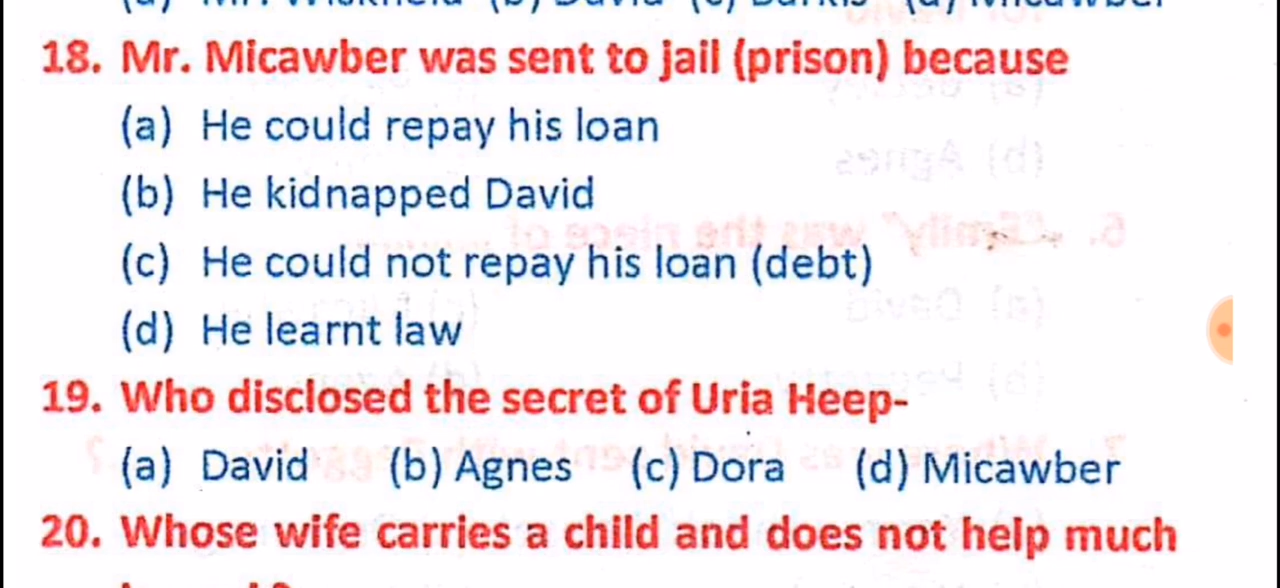 18. Mr. Micawber was sent to jail (prison) because
(a) He could repay his loan
(b) He kidnapped David
(c) He could not repay his loan (debt)
(d) He learnt law
19. Who disclosed the secret of Uria Heep-
(a) David (b) Agnes (c) Dora (d) Micawber
20. Whose wife carries a child and does not help much